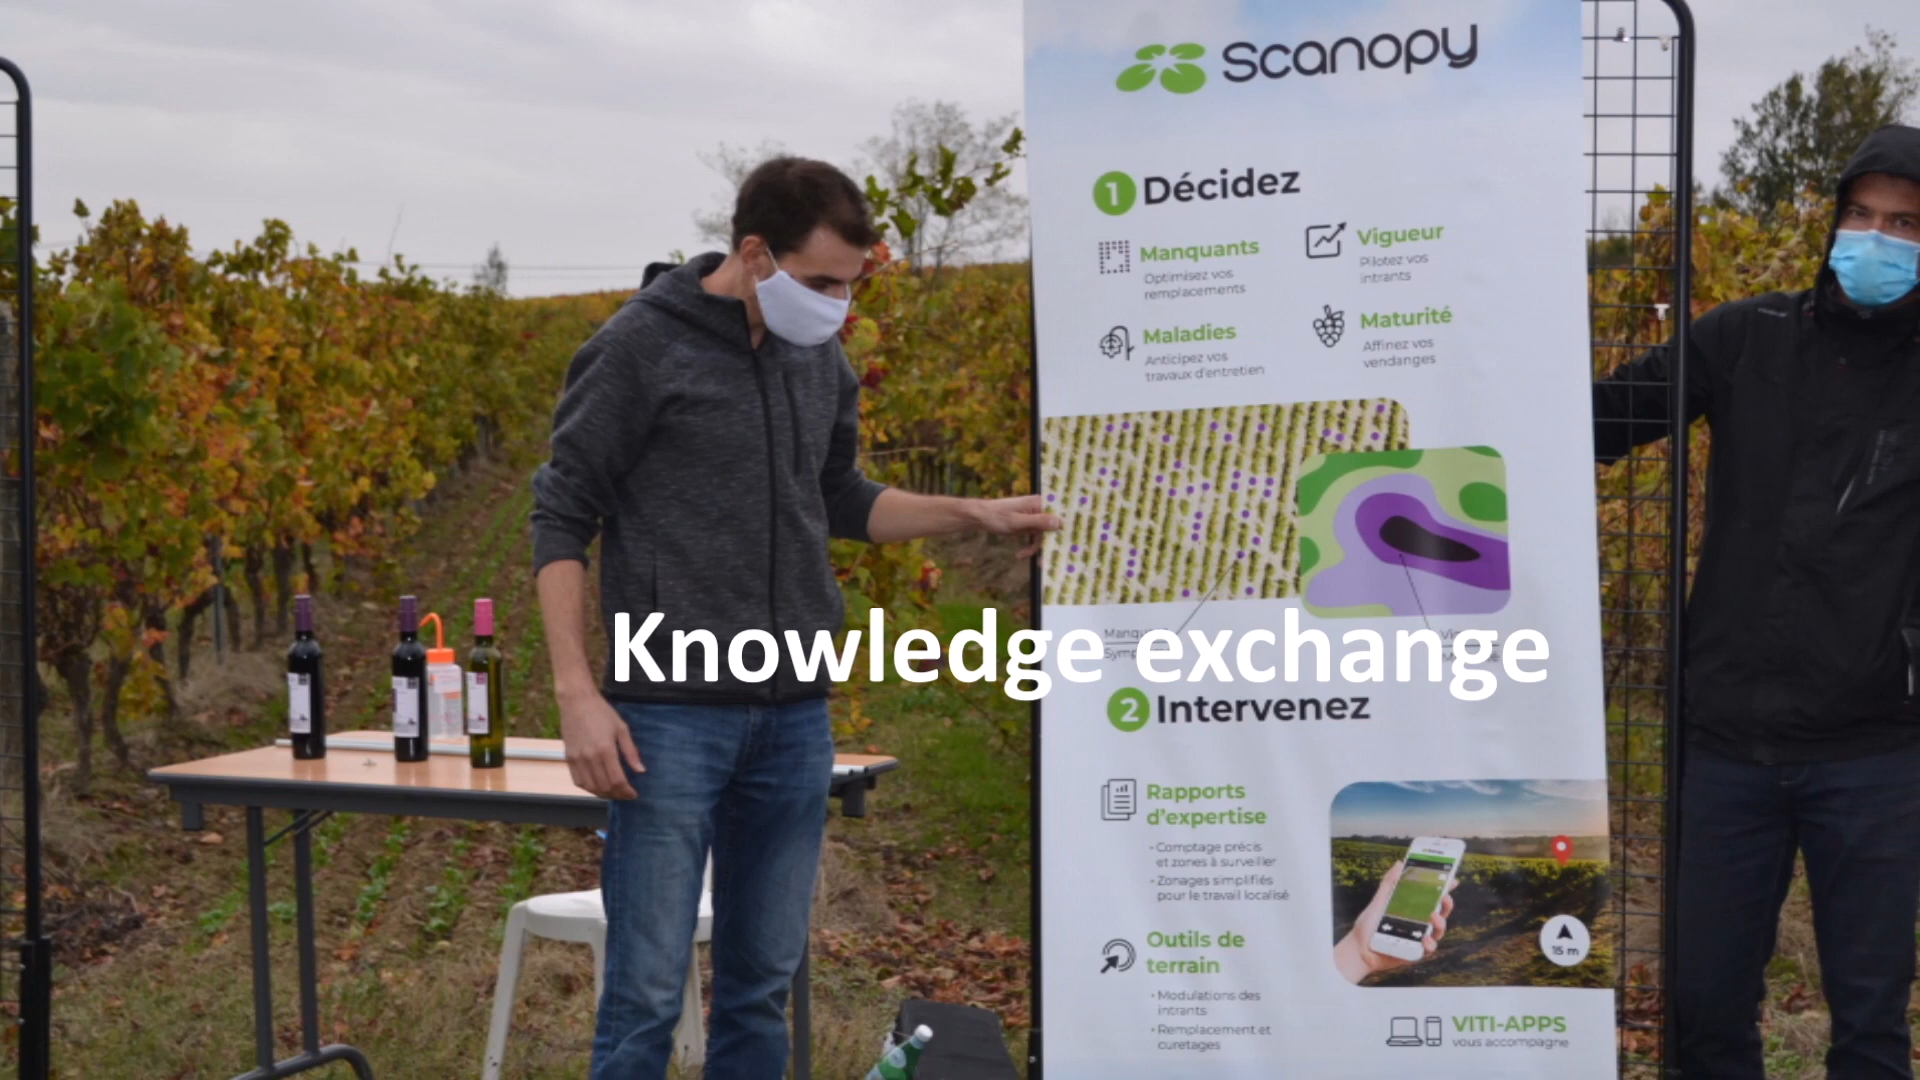 Scanopy
1 Décidez
Manquants
Optimisez vos
remplacements
Vigueur
Pilotez vos
intrants
Maladies
Anticipez vos
travaux d'entretien
Maturité
Affinez vos
vendanges
Knowledge exchange
2 Intervenez
Rapports
d'expertise
- Comptage précis
et zones à surveiller
- Zonages simplifiés
pour le travail localisé
Outils de
terrain
- Modulations des
intrants
- Remplacement et
curetages
15 m
VITI-APPS
vous accompagne